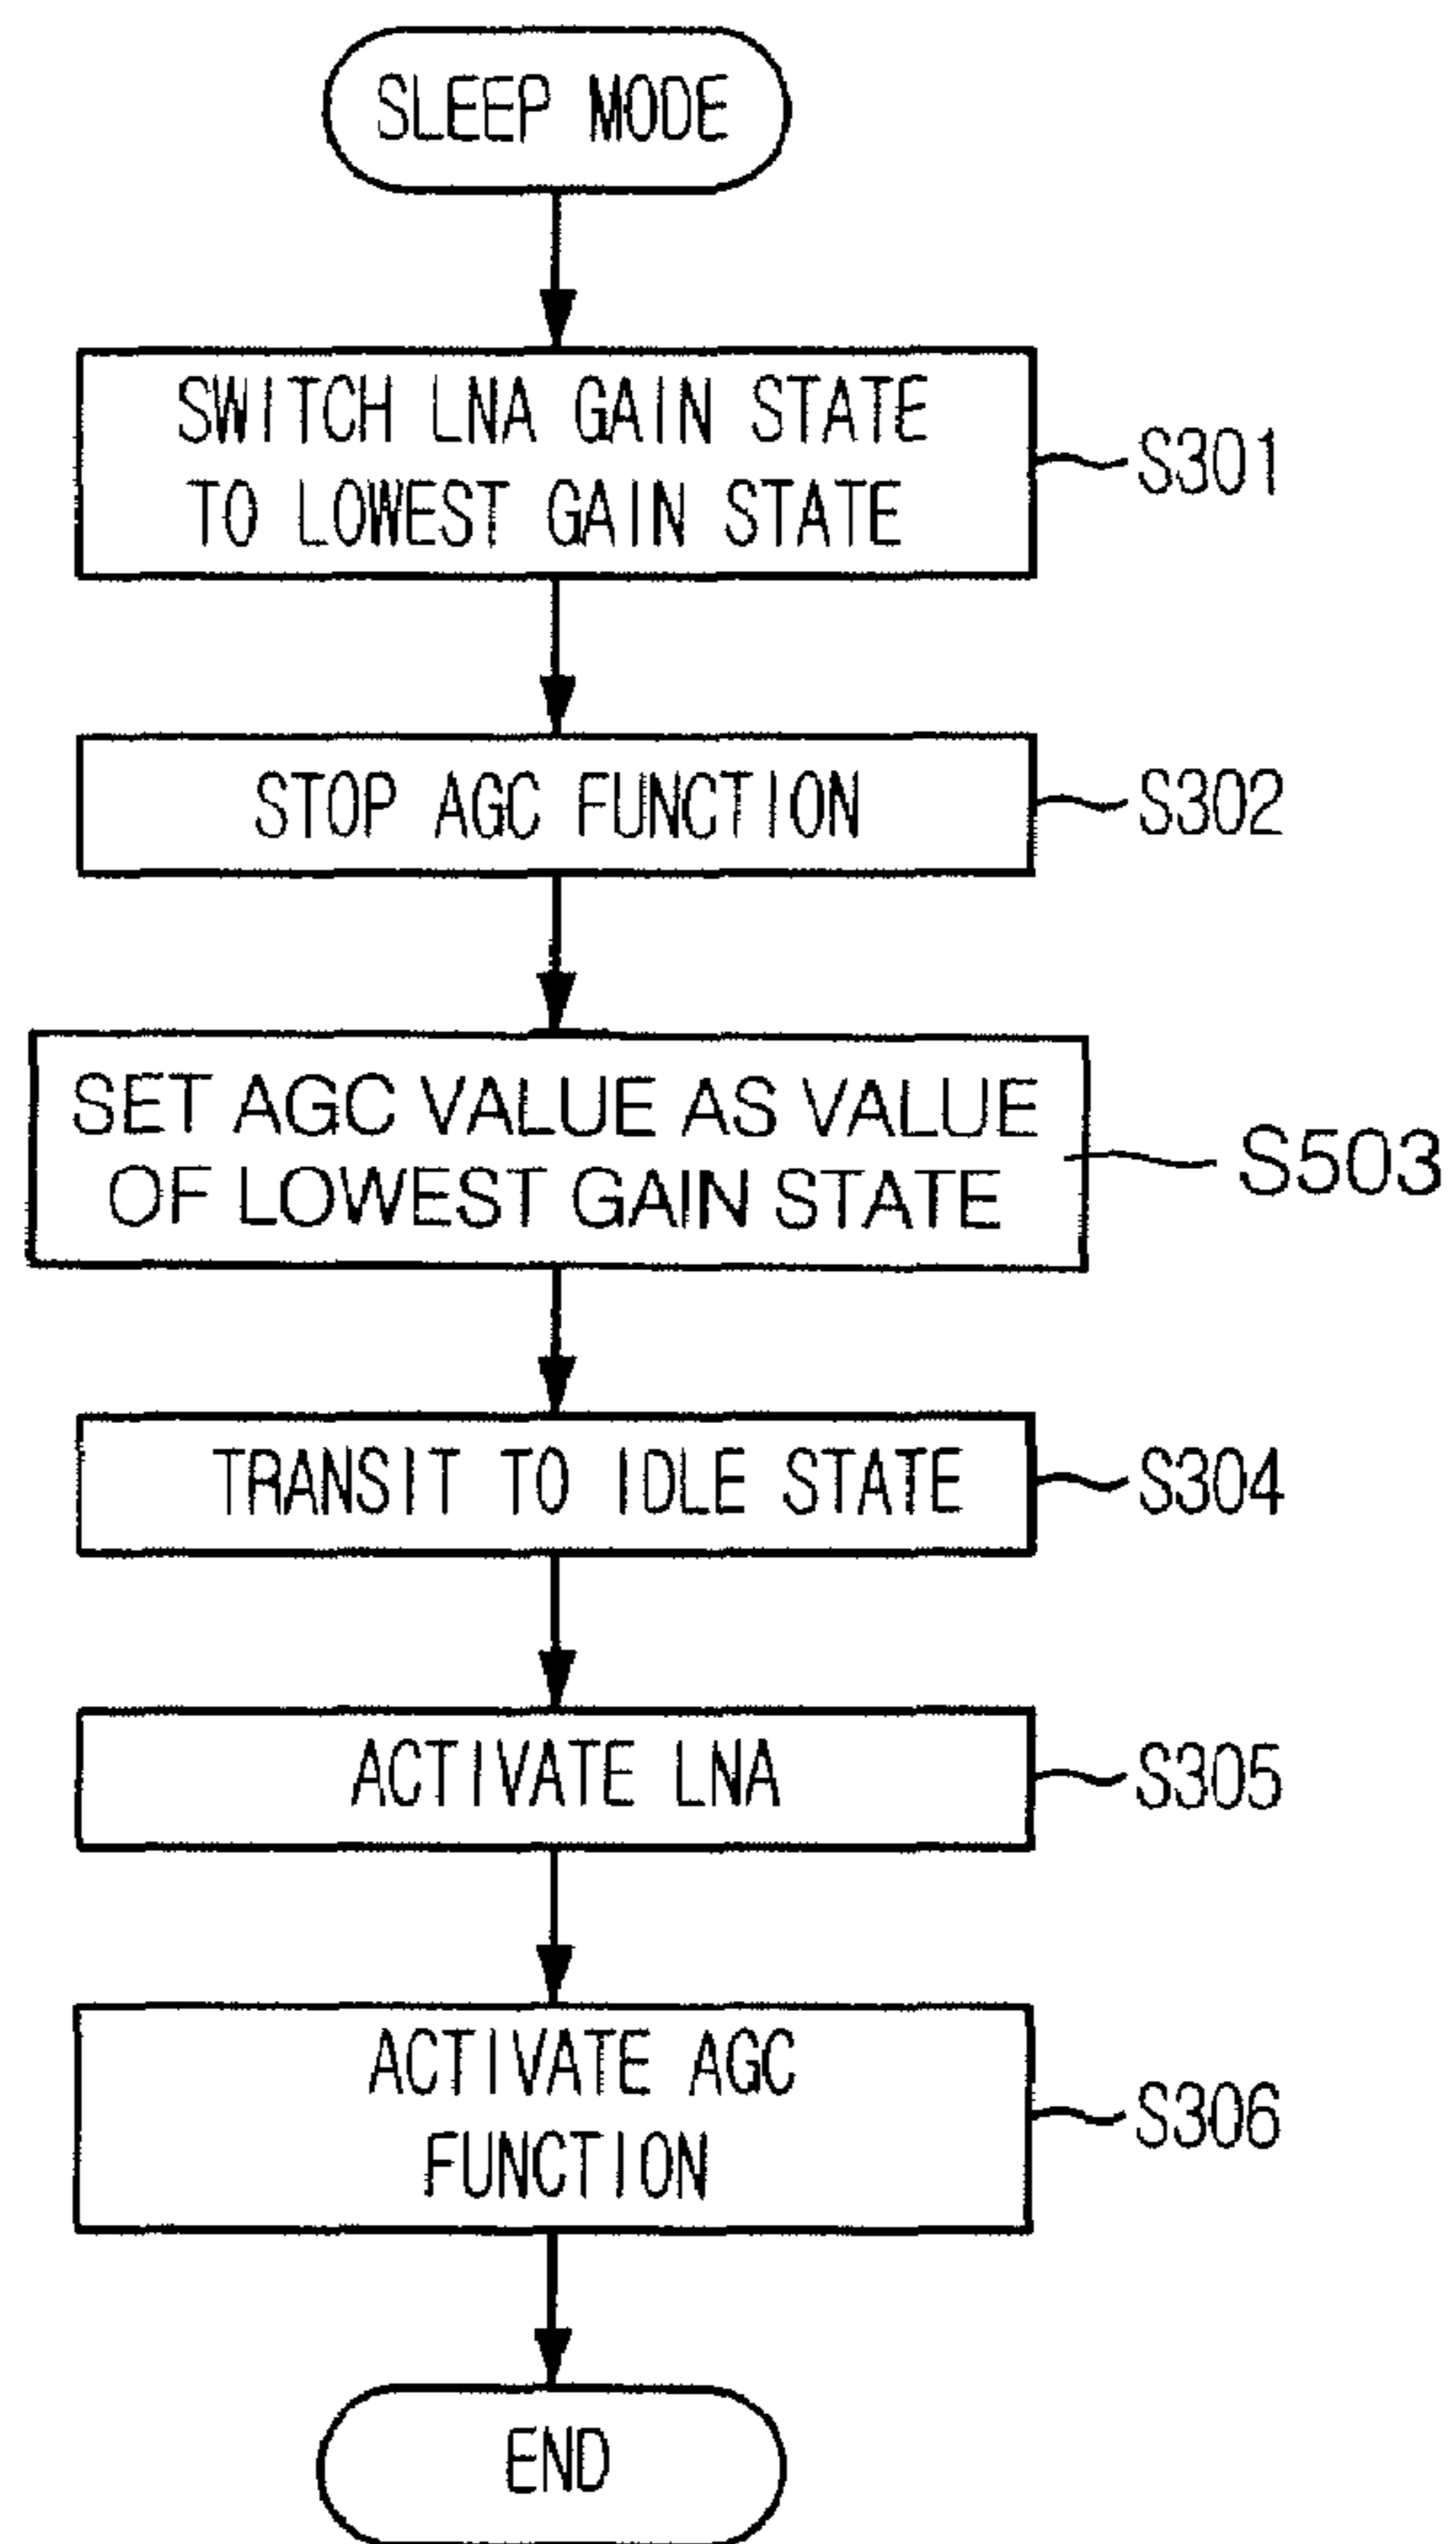 SLEEP MODE
SWITCH LNA GAIN STATE
TO LOWEST GAIN STATE
S301
STOP AGC FUNCTION
S302
SET AGC VALUE AS VALUE
OF LOWEST GAIN STATE
S503
TRANSIT TO IDLE STATE
S304
ACTIVATE LNA
S305
ACTIVATE AGC
FUNCTION
S306
END